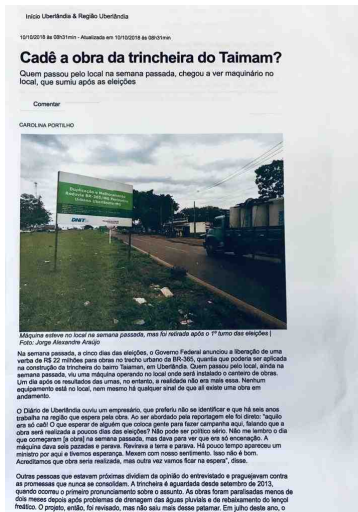 Início Uberlândia & Região Uberlândia
10/10/2018 às 08h31min - Atualizada em 10/10/2018 às 08h31min
Cadê a obra da trincheira do Taimam?
Quem passou pelo local na semana passada, chegou a ver maquinário no
local, que sumiu após as eleições
Comentar
CAROLINA PORTILHO
Duplicação e
Rodovia BR-365/MG
DNIT
Máquina esteve no local na semana passada, mas foi retirada após o 1º turno das eleições |
Foto: Jorge Alexandre Araújo
Na semana passada, a cinco dias das eleições, o Governo Federal anunciou a liberação de uma
verba de R$ 22 milhões para obras no trecho urbano da BR-365, quantia que poderia ser aplicada
na construção da trincheira do bairro Taiamam, em Uberlândia. Quem passou pelo local, ainda na
semana passada, viu uma máquina operando no local onde será instalado o canteiro de obras.
Um dia após os resultados das urnas, no entanto, a realidade não era mais essa. Nenhum
equipamento está no local, nem mesmo há qualquer sinal de que ali existe uma obra em
andamento.
O Diário de Uberlândia ouviu um empresário, que preferiu não se identificar e que há seis anos
trabalha na região que espera pela obra. Ao ser abordado pela reportagem ele foi direto: "aquilo
era só café! O que esperar de alguém que coloca gente para fazer campanha aqui, falando que a
obra será realizada a poucos dias das eleições? Não pode ser político sério. Não me lembro o dia
que começaram [a obra] na semana passada, mas dava para ver que era só encenação. A
máquina dava seis pazadas e parava. Revirava a terra e parava. Há pouco tempo apareceu um
ministro por aqui e tivemos esperança. Mexem com nosso sentimento. Isso não é bom.
Acreditamos que obra seria realizada, mas outra vez vamos ficar na espera", disse.
Outras pessoas que estavam próximas dividiam da opinião do entrevistado e praguejavam contra
as promessas que nunca se consolidam. A trincheira é aguardada desde setembro de 2013,
quando ocorreu o primeiro pronunciamento sobre o assunto. As obras foram paralisadas menos de
dois meses depois após problemas de drenagem das águas pluviais e de rebaixamento do lençol
freático. O projeto, então, foi revisado, mas não saiu mais desse patamar. Em julho deste ano, o